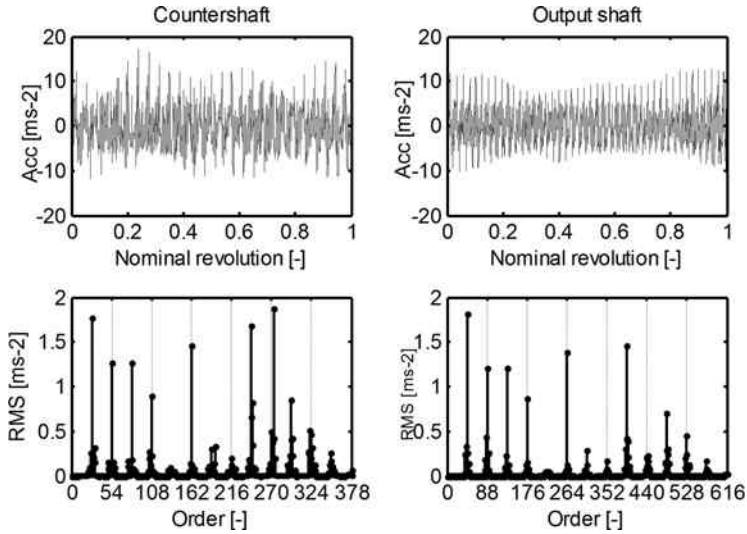 Countershaft
Output shaft
20
10
0
-10
-20
Acc [ms-2]
0 0.2 0.4 0.6 0.8 1
Nominal revolution [-]
20
10
0
-10
-20
Acc [ms-2]
0 0.2 0.4 0.6 0.8 1
Nominal revolution [-]
2
1.5
1
0.5
0
RMS [ms-2]
0 54 108 162 216 270 324 378
Order [-]
2
1.5
1
0.5
0
RMS [ms-2]
0 88 176 264 352 440 528 616
Order [-]